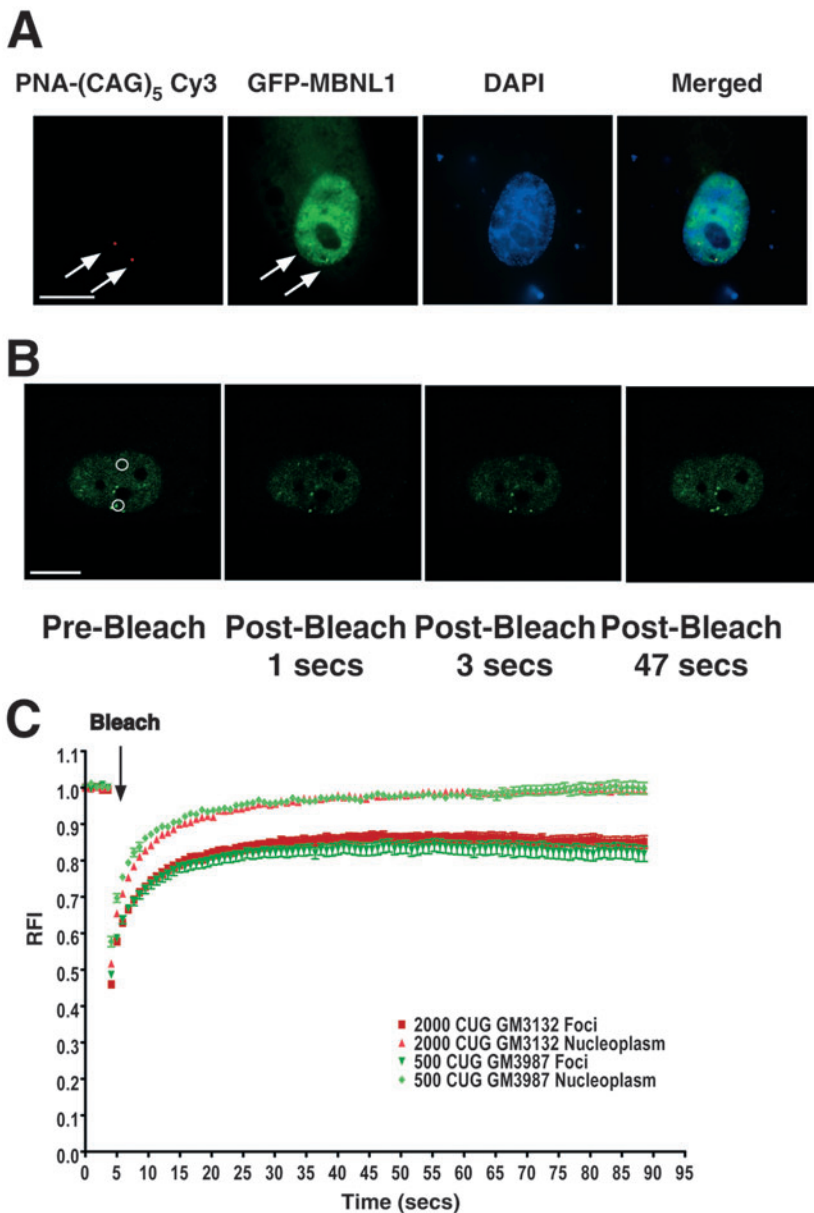 A
PNA-(CAG)5 Cy3 GFP-MBNL1 DAPI Merged
B
Pre-Bleach Post-Bleach Post-Bleach Post-Bleach
1 secs 3 secs 47 secs
C
Bleach
1.1
1.0
0.9
0.8
0.7
0.6
0.5
0.4
0.3
0.2
0.1
0.0
RFI
2000 CUG GM3132 Foci
2000 CUG GM3132 Nucleoplasm
500 CUG GM3987 Foci
500 CUG GM3987 Nucleoplasm
0 5 10 15 20 25 30 35 40 45 50 55 60 65 70 75 80 85 90 95
Time (secs)